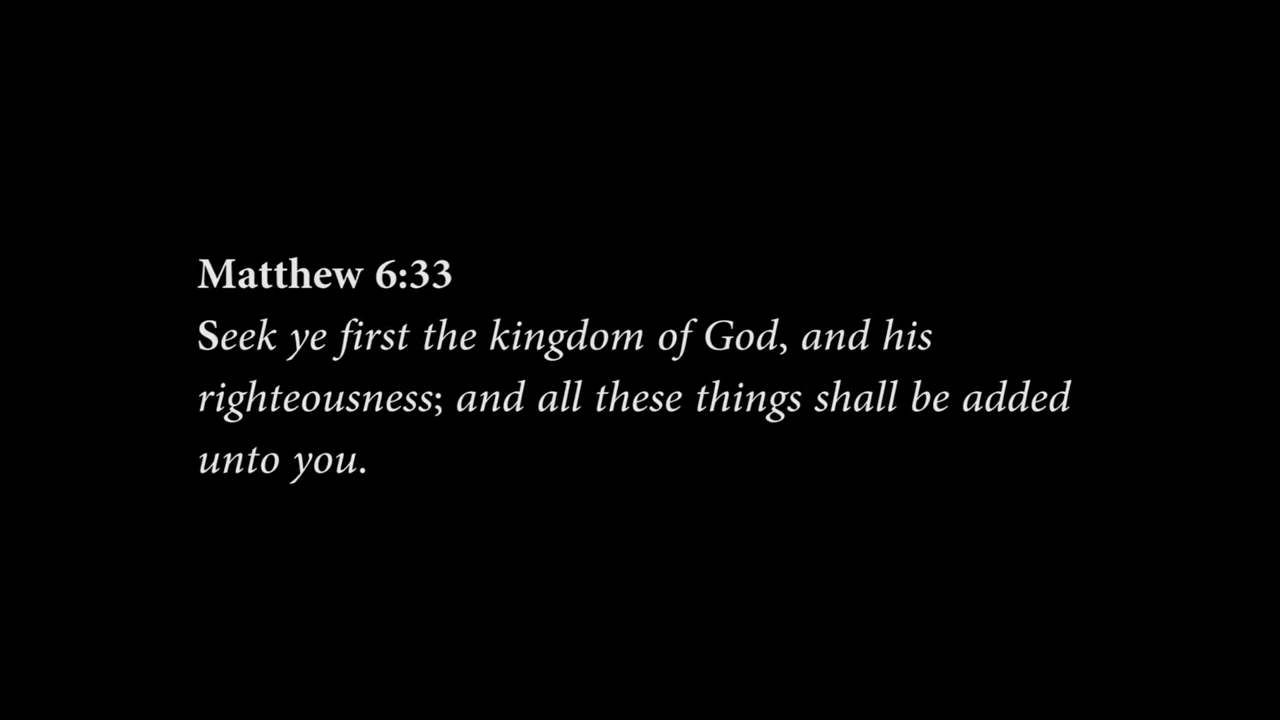 Matthew 6:33
Seek ye first the kingdom of God, and his
righteousness; and all these things shall be added
unto you.